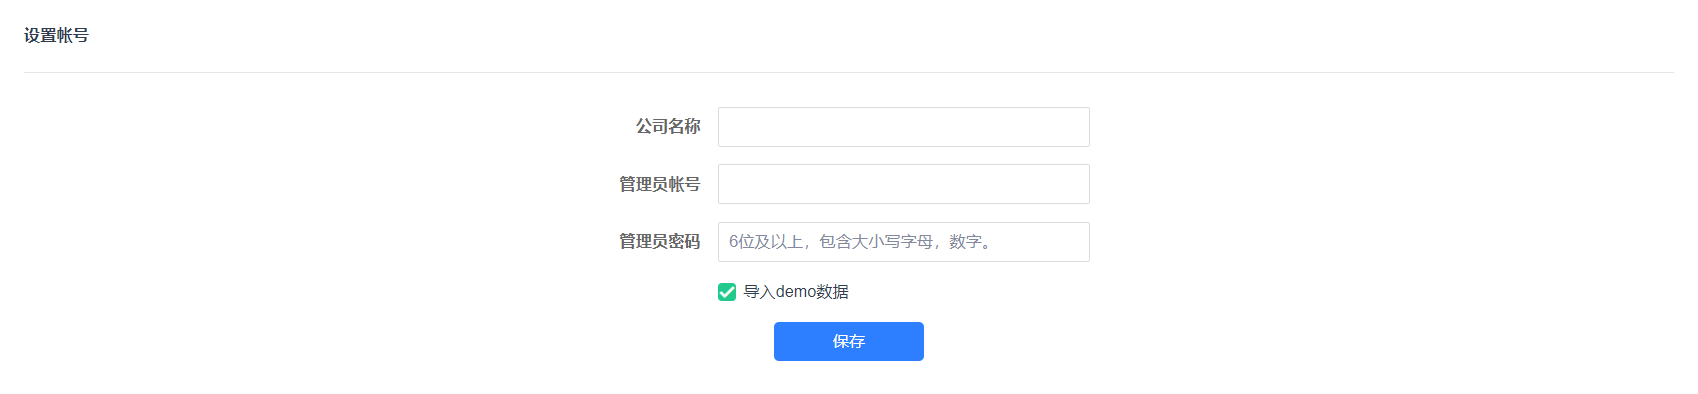 设置帐号
公司名称
管理员帐号
管理员密码 6位及以上，包含大小写字母，数字。
导入demo数据
保存